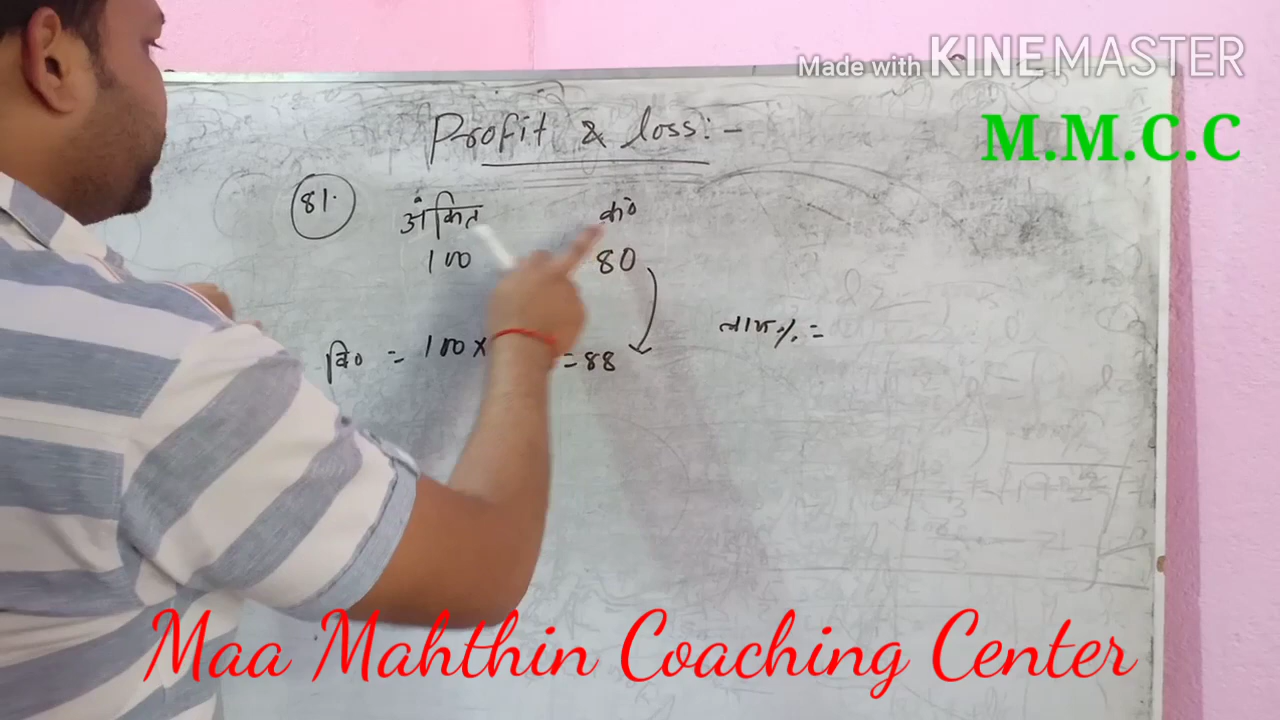 Made with KINEMASTER
M.M.C.C
Profit & loss:-
81.
अंकित
क्र०
100
80
वि० = 100 ×
= 88
लाभ % =
Maa Mahthin Coaching Center